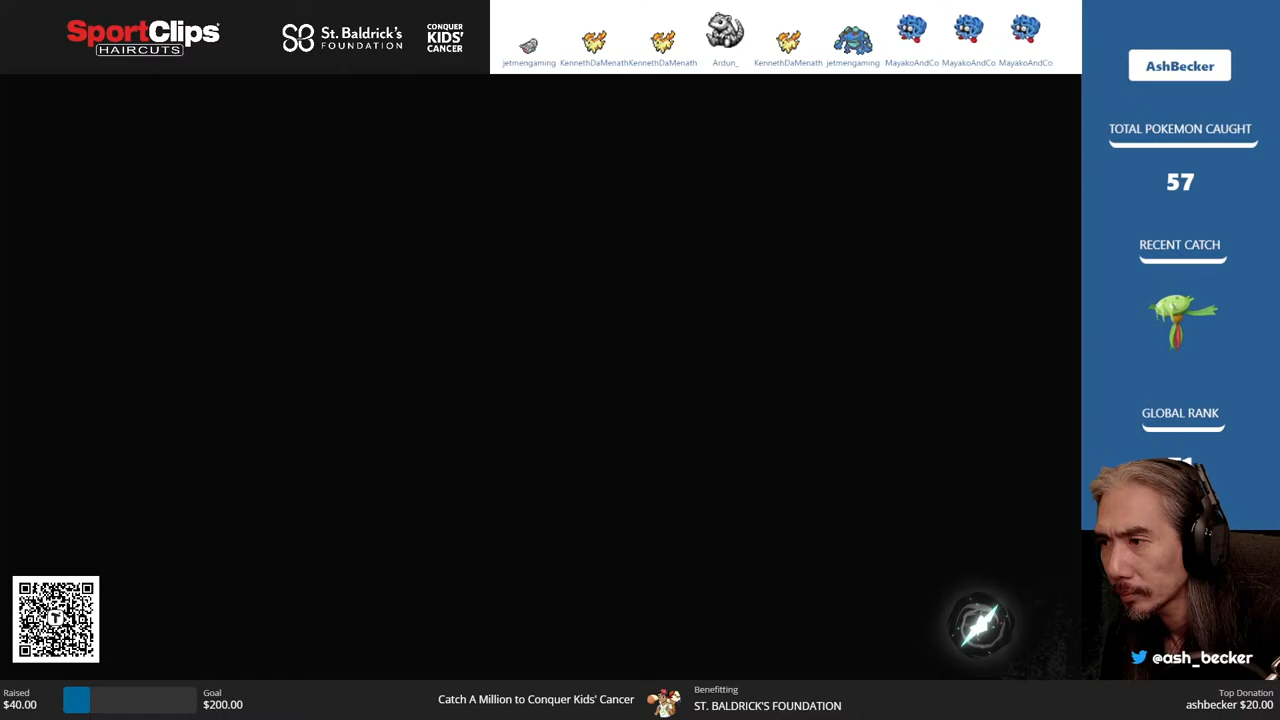 SportClips
HAIRCUTS
St. Baldrick's
FOUNDATION
CONQUER
KIDS'
CANCER
jetmengaming KennethDaMenath KennethDaMenath Ardun_ KennethDaMenath jetmengaming MayakoAndCo MayakoAndCo MayakoAndCo
AshBecker
TOTAL POKEMON CAUGHT
57
RECENT CATCH
GLOBAL RANK
@ash_becker
Raised
$40.00
Goal
$200.00
Catch A Million to Conquer Kids' Cancer
Benefitting
ST. BALDRICK'S FOUNDATION
Top Donation
ashbecker $20.00